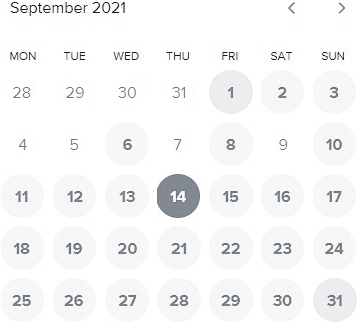 September 2021
MON TUE WED THU FRI SAT SUN
28 29 30 31 1 2 3
4 5 6 7 8 9 10
11 12 13 14 15 16 17
18 19 20 21 22 23 24
25 26 27 28 29 30 31